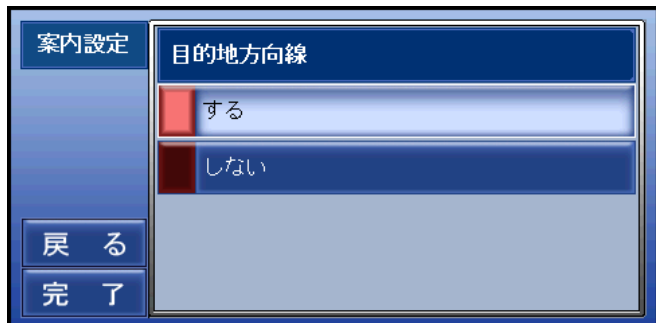 案内設定
目的地方向線
する
しない
戻る
完了